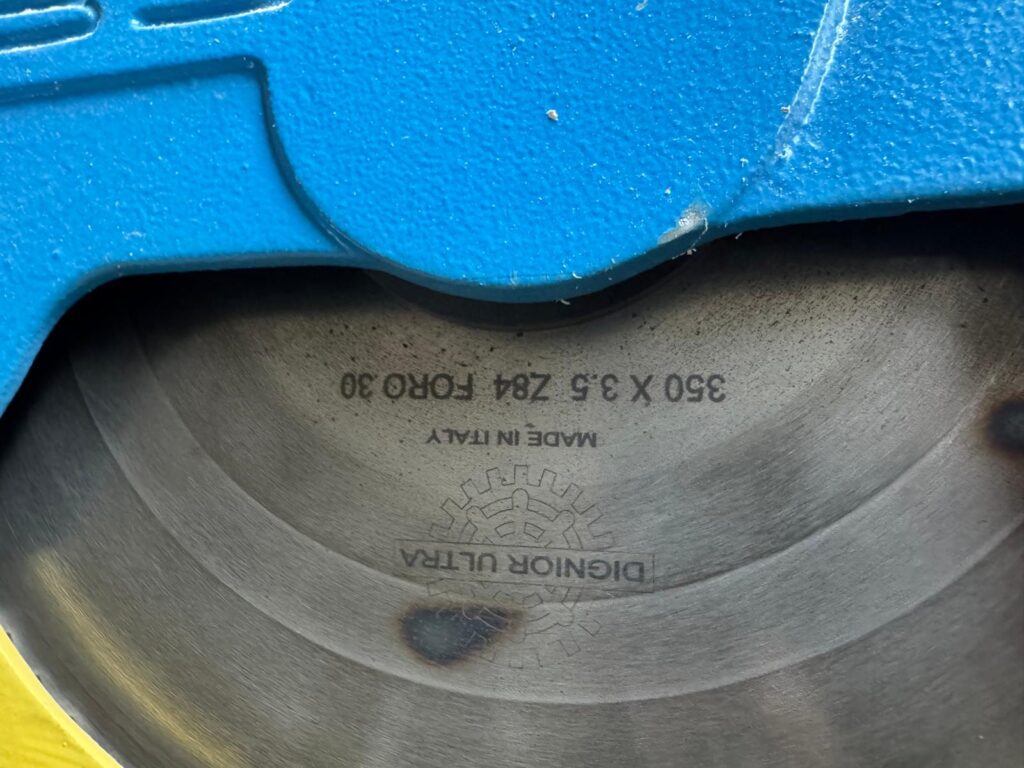 DIGNIOR ULTRA
MADE IN ITALY
350 X 3.5 Z84 FORO 30